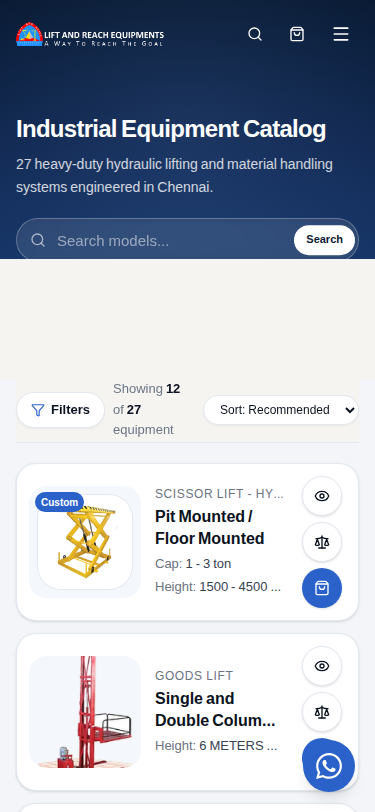 LIFT AND REACH EQUIPMENTS
A Way To Reach The Goal
Industrial Equipment Catalog
27 heavy-duty hydraulic lifting and material handling
systems engineered in Chennai.
Search models...
Search
Filters
Showing 12
of 27
equipment
Sort: Recommended
Custom
SCISSOR LIFT - HY...
Pit Mounted /
Floor Mounted
Cap: 1 - 3 ton
Height: 1500 - 4500 ...
GOODS LIFT
Single and
Double Colum...
Height: 6 METERS ...